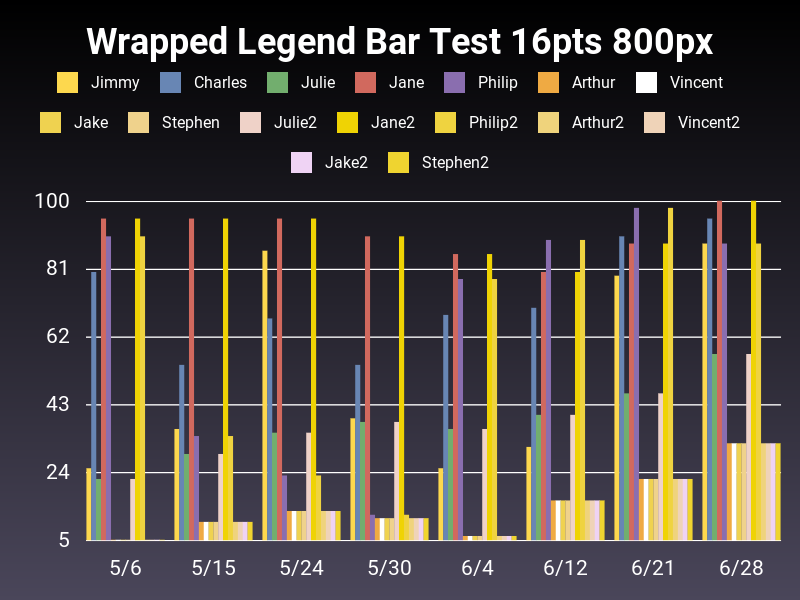 Wrapped Legend Bar Test 16pts 800px
Jimmy Charles Julie Jane Philip Arthur Vincent
Jake Stephen Julie2 Jane2 Philip2 Arthur2 Vincent2
Jake2 Stephen2
100
81
62
43
24
5
5/6 5/15 5/24 5/30 6/4 6/12 6/21 6/28